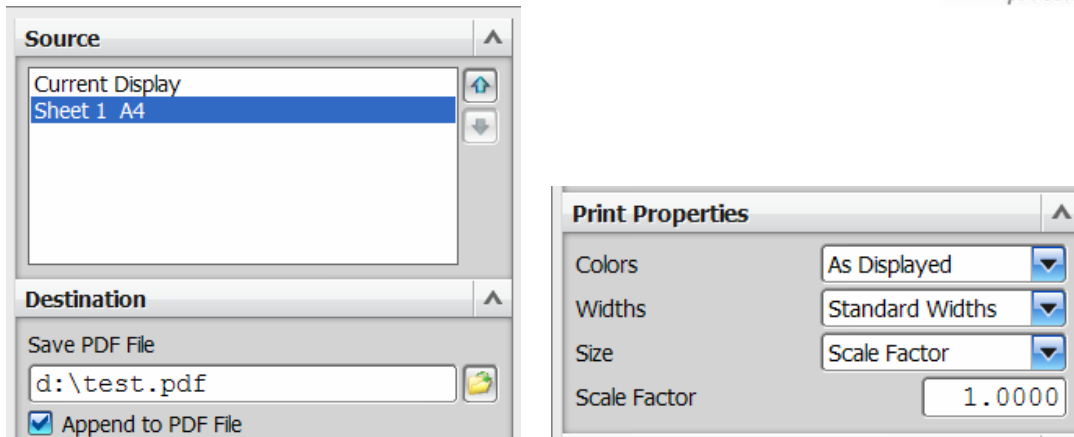 Source
Current Display
Sheet 1 A4
Destination
Save PDF File
d:\test.pdf
Append to PDF File
Print Properties
Colors As Displayed
Widths Standard Widths
Size Scale Factor
Scale Factor 1.0000